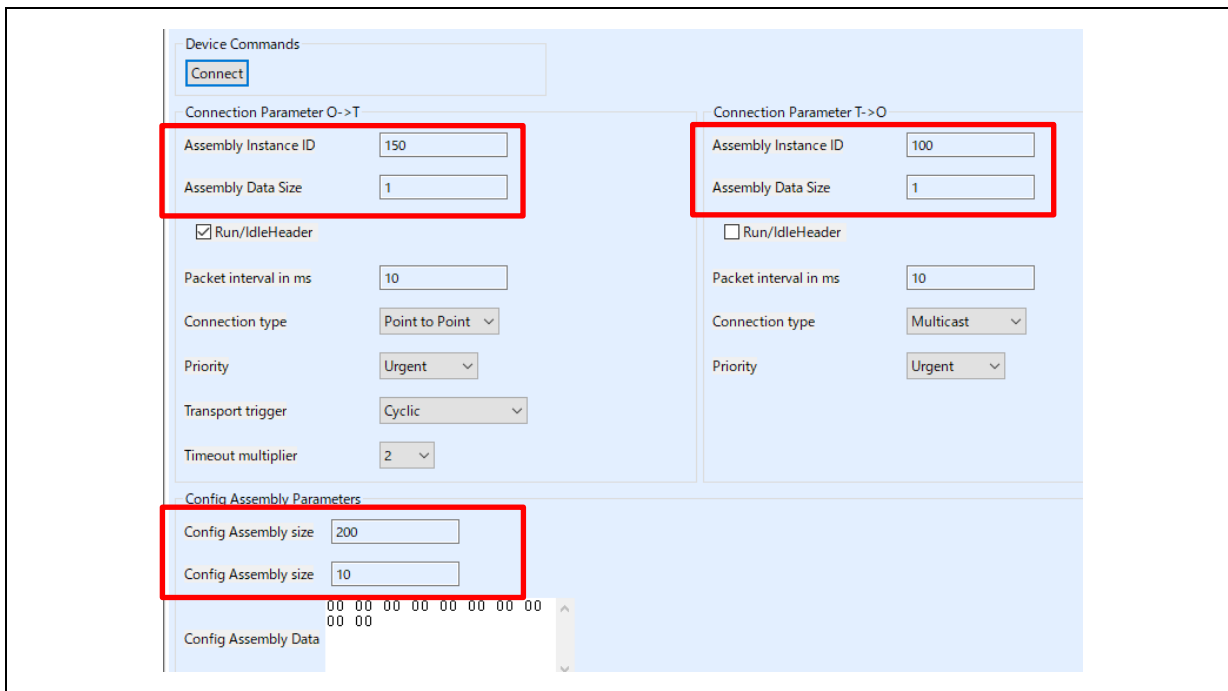 Device Commands
Connect
Connection Parameter O->T
Assembly Instance ID 150
Assembly Data Size 1
Run/IdleHeader
Packet interval in ms 10
Connection type Point to Point
Priority Urgent
Transport trigger Cyclic
Timeout multiplier 2
Connection Parameter T->O
Assembly Instance ID 100
Assembly Data Size 1
Run/IdleHeader
Packet interval in ms 10
Connection type Multicast
Priority Urgent
Config Assembly Parameters
Config Assembly size 200
Config Assembly size 10
Config Assembly Data
00 00 00 00 00 00 00 00
00 00